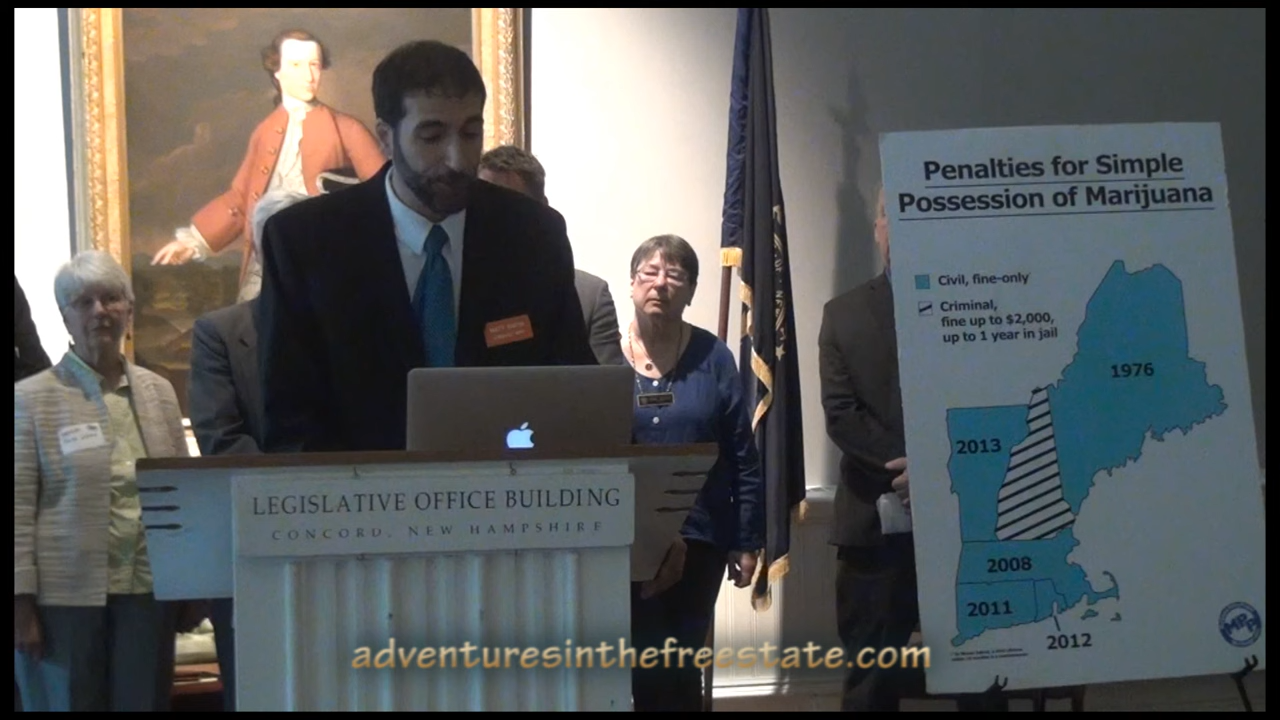 Penalties for Simple
Possession of Marijuana
Civil, fine-only
Criminal,
fine up to $2,000,
up to 1 year in jail
1976
2013
2008
2011
2012
MPP
LEGISLATIVE OFFICE BUILDING
CONCORD, NEW HAMPSHIRE
adventuresinthefreestate.com